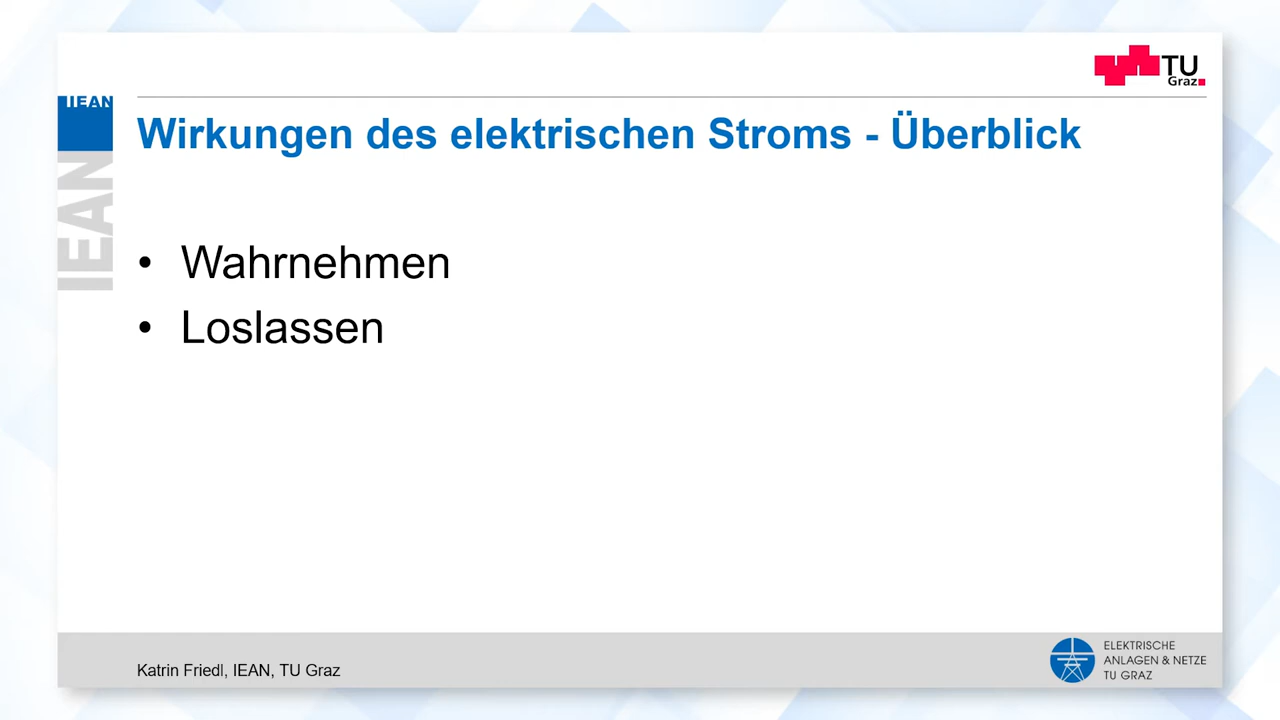 TU
Graz
IEAN
Wirkungen des elektrischen Stroms - Überblick
IEAN
• Wahrnehmen
• Loslassen
Katrin Friedl, IEAN, TU Graz
ELEKTRISCHE
ANLAGEN & NETZE
TU GRAZ